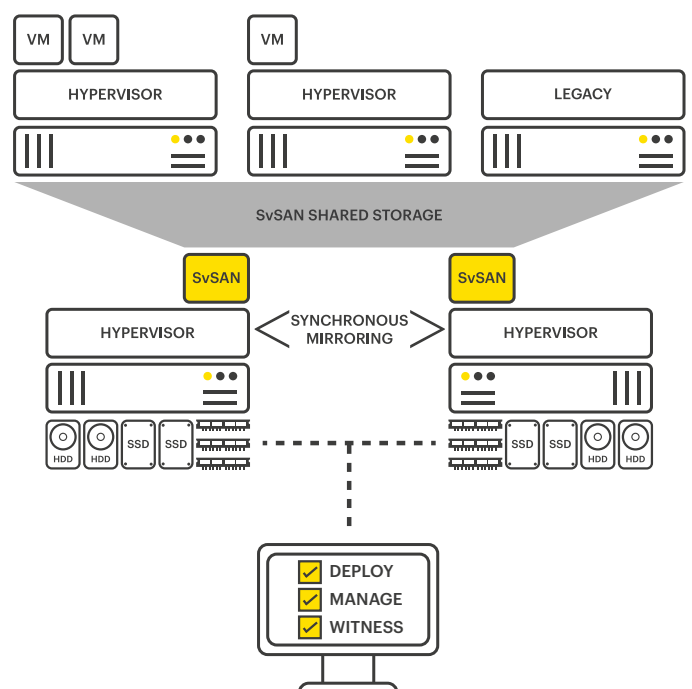 VM VM VM
HYPERVISOR HYPERVISOR LEGACY
SvSAN SHARED STORAGE
SvSAN SvSAN
HYPERVISOR SYNCHRONOUS MIRRORING HYPERVISOR
HDD HDD SSD SSD SSD SSD HDD HDD
DEPLOY
MANAGE
WITNESS